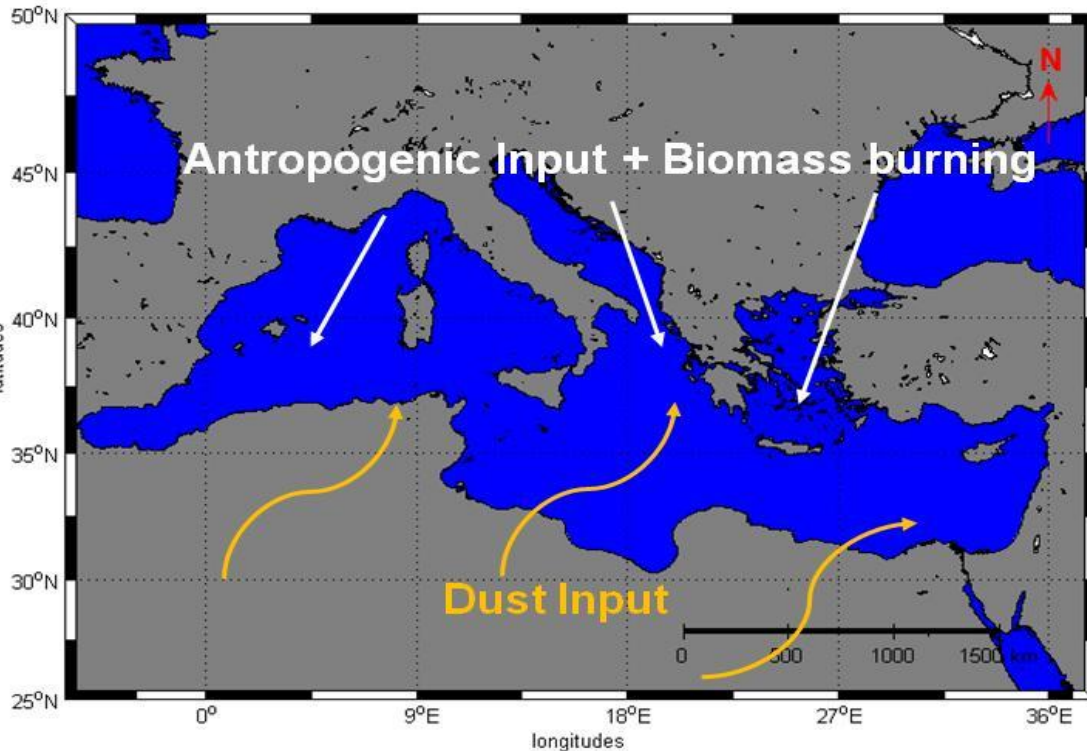 50°N
N
Antropogenic Input + Biomass burning
45°N
40°N
35°N
30°N
Dust Input
0 500 1000 1500 km
25°N
0° 9°E 18°E 27°E 36°E
longitudes